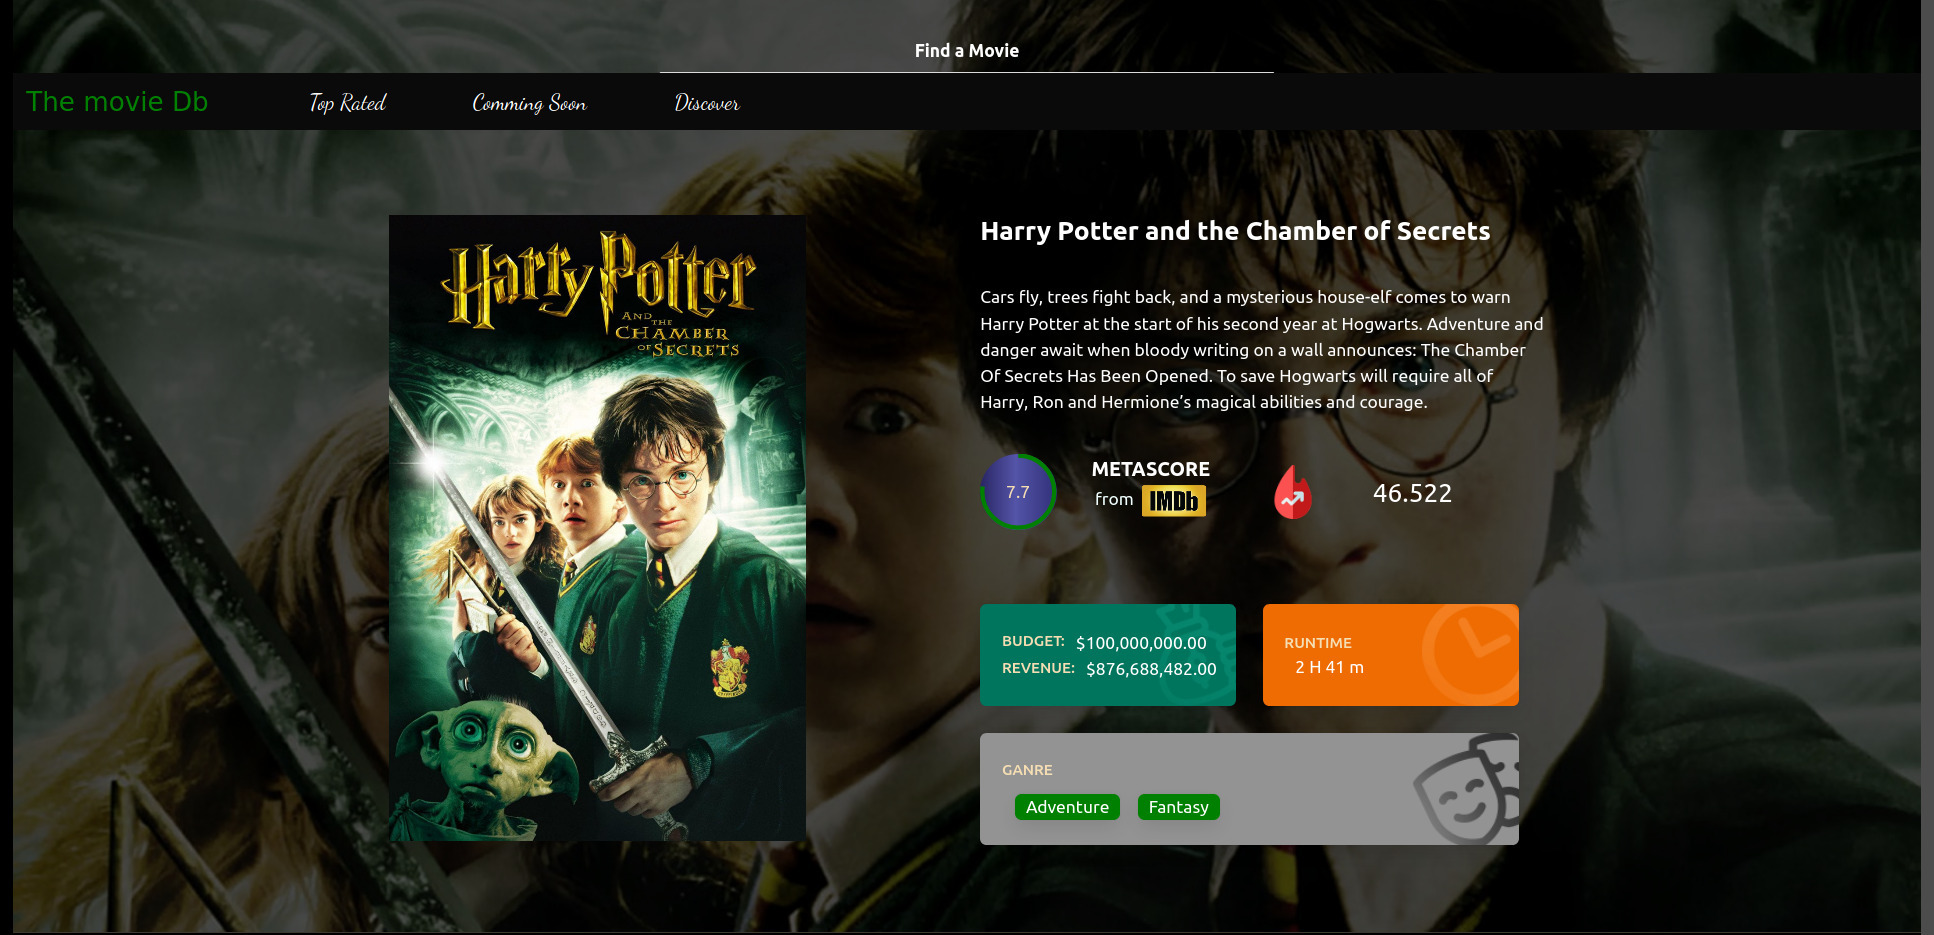 Find a Movie
The movie Db
Top Rated
Comming Soon
Discover
Harry Potter
AND THE
CHAMBER
OF SECRETS
Harry Potter and the Chamber of Secrets
Cars fly, trees fight back, and a mysterious house-elf comes to warn
Harry Potter at the start of his second year at Hogwarts. Adventure and
danger await when bloody writing on a wall announces: The Chamber
Of Secrets Has Been Opened. To save Hogwarts will require all of
Harry, Ron and Hermione’s magical abilities and courage.
7.7
METASCORE
from IMDb
46.522
BUDGET: $100,000,000.00
REVENUE: $876,688,482.00
RUNTIME
2 H 41 m
GANRE
Adventure
Fantasy